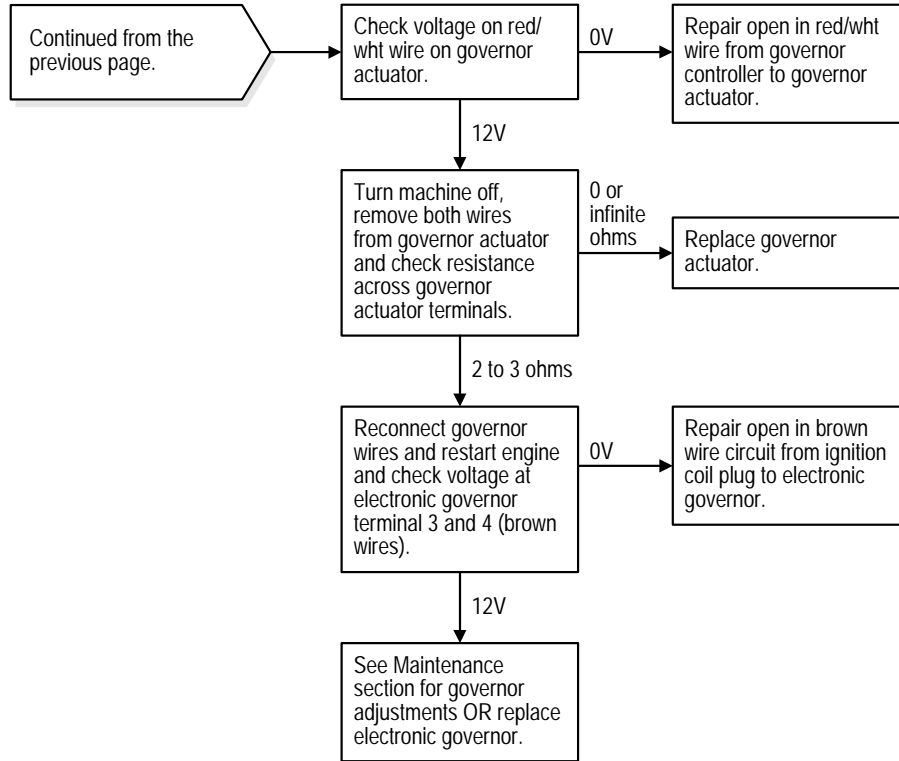 Continued from the
previous page.
Check voltage on red/
wht wire on governor
actuator.
0V
Repair open in red/wht
wire from governor
controller to governor
actuator.
12V
Turn machine off,
remove both wires
from governor actuator
and check resistance
across governor
actuator terminals.
0 or
infinite
ohms
Replace governor
actuator.
2 to 3 ohms
Reconnect governor
wires and restart engine
and check voltage at
electronic governor
terminal 3 and 4 (brown
wires).
0V
Repair open in brown
wire circuit from ignition
coil plug to electronic
governor.
12V
See Maintenance
section for governor
adjustments OR replace
electronic governor.